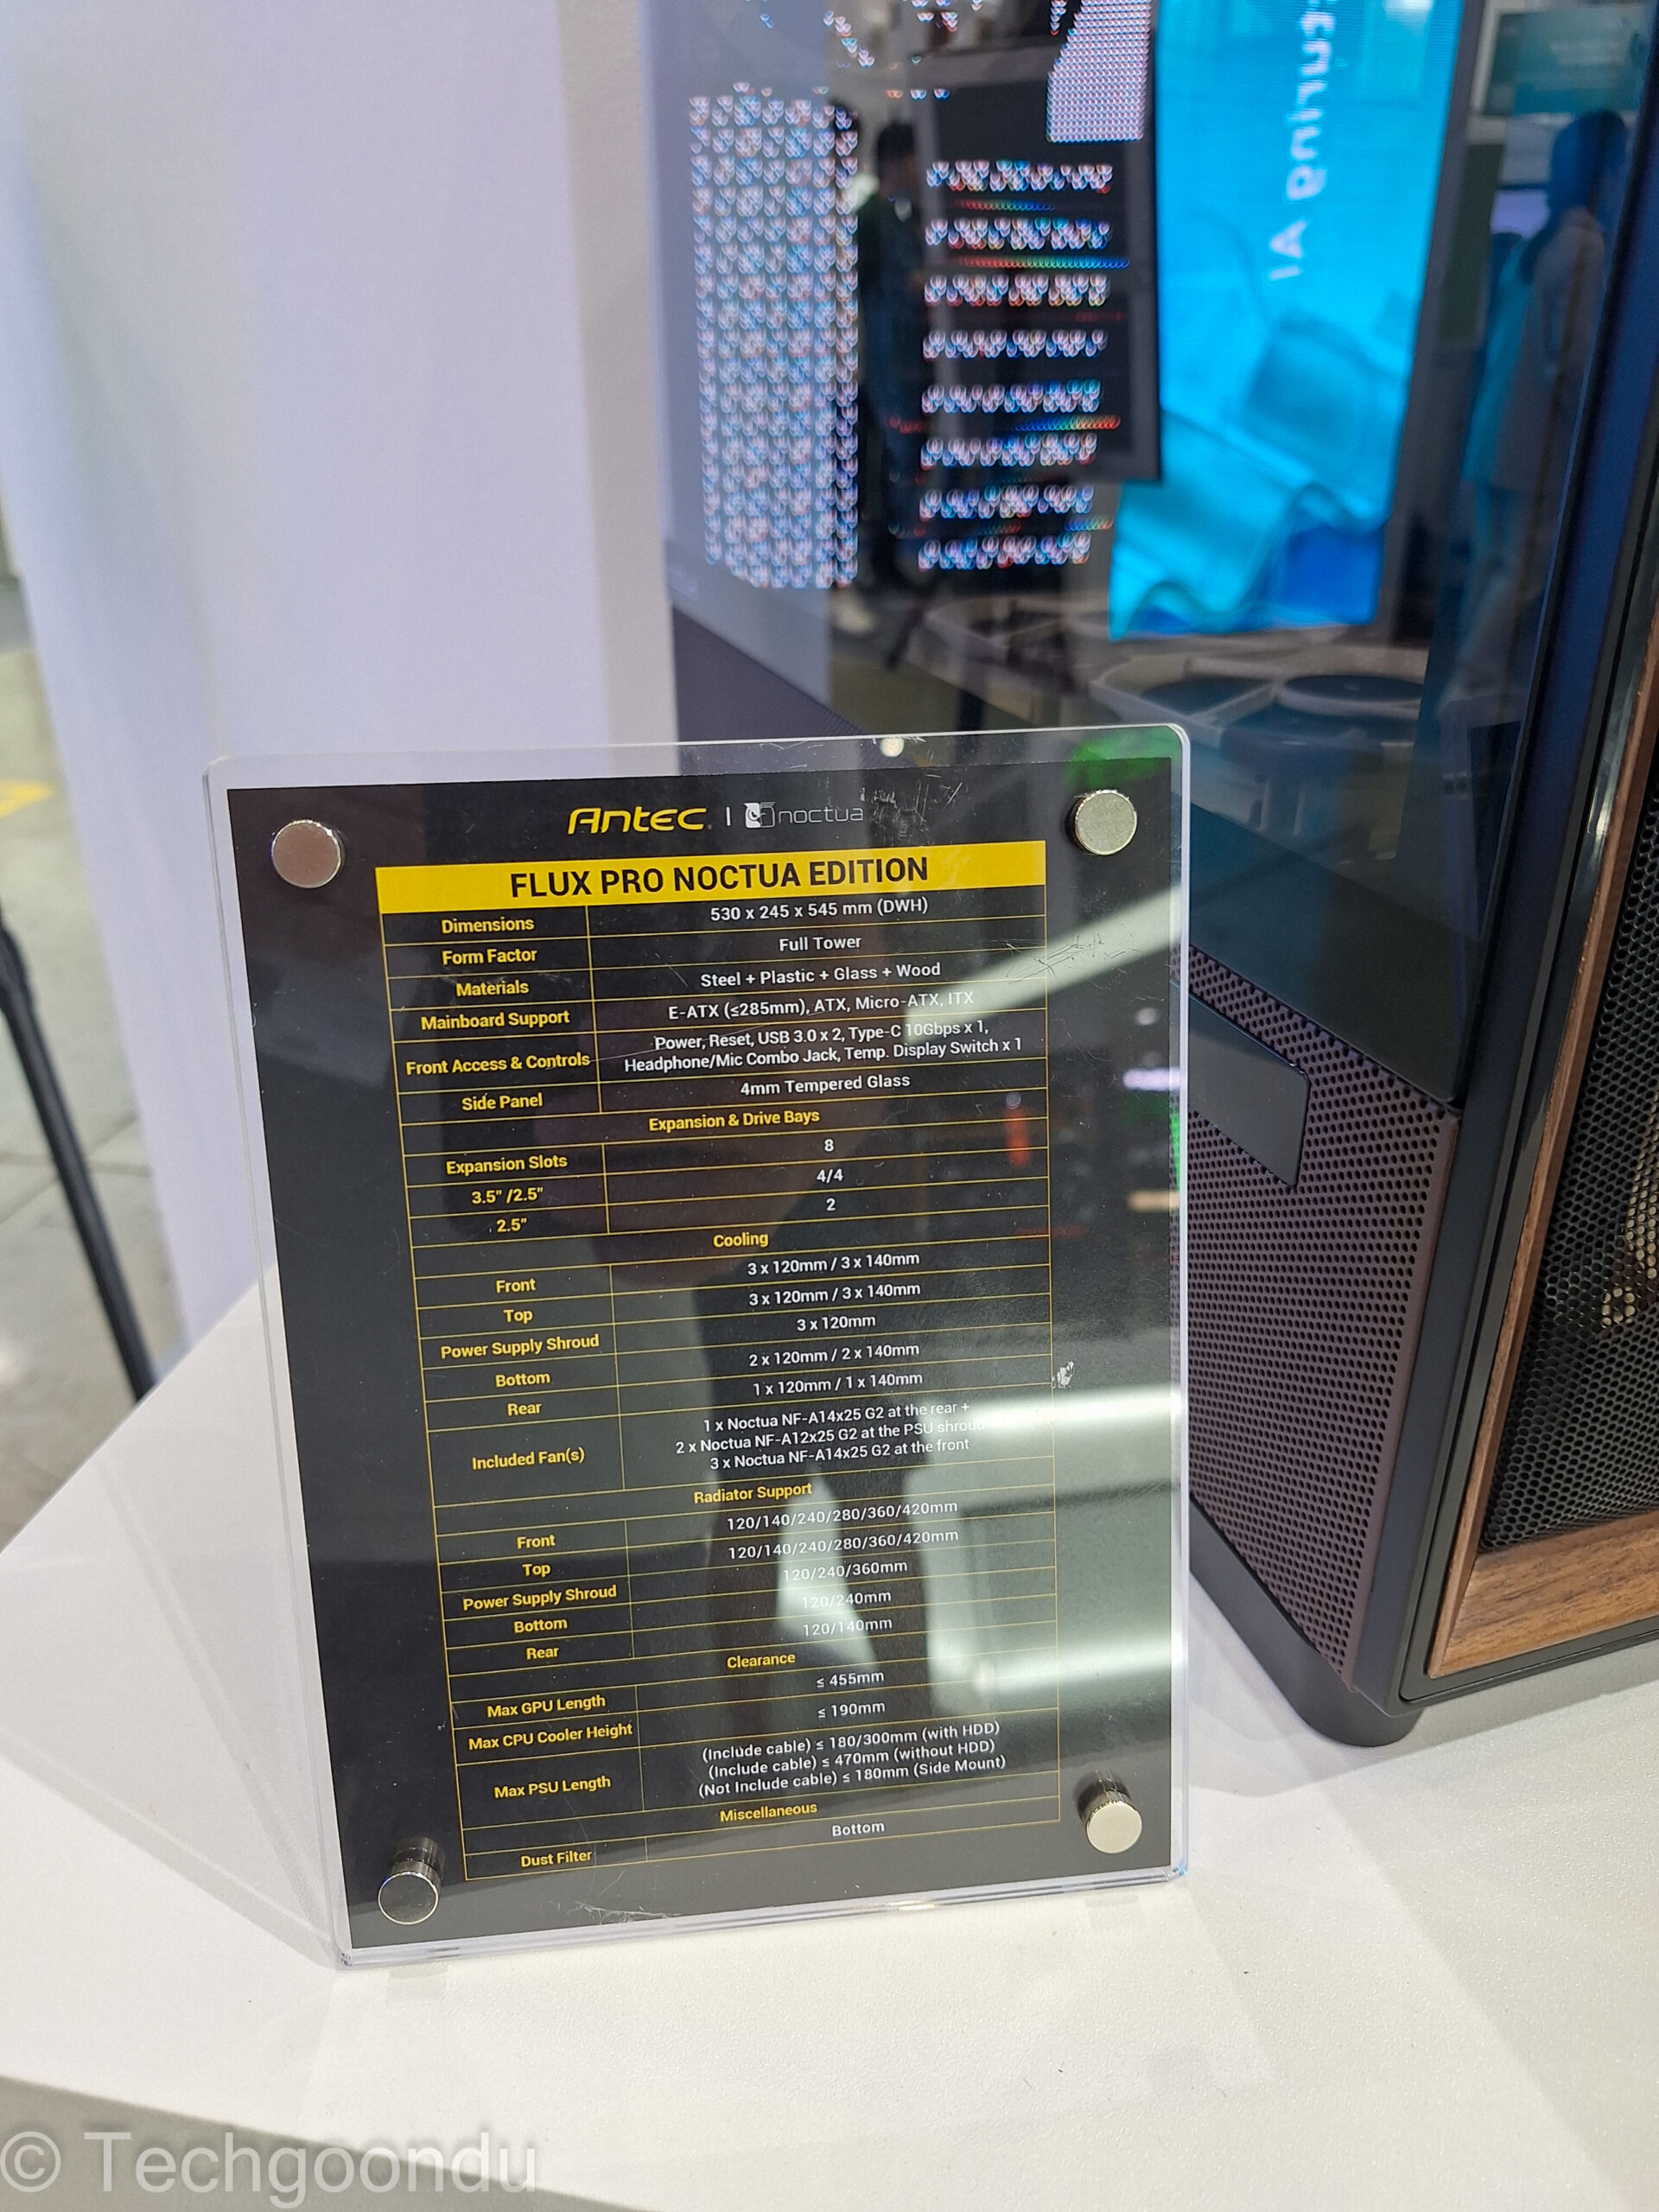 Antec | noctua
FLUX PRO NOCTUA EDITION
Dimensions 530 x 245 x 545 mm (DWH)
Form Factor Full Tower
Materials Steel + Plastic + Glass + Wood
Mainboard Support E-ATX (≤285mm), ATX, Micro-ATX, ITX
Front Access & Controls Power, Reset, USB 3.0 x 2, Type-C 10Gbps x 1,
Headphone/Mic Combo Jack, Temp. Display Switch x 1
Side Panel 4mm Tempered Glass
Expansion & Drive Bays
Expansion Slots 8
3.5" /2.5" 4/4
2.5" 2
Cooling
Front 3 x 120mm / 3 x 140mm
Top 3 x 120mm / 3 x 140mm
Power Supply Shroud 3 x 120mm
Bottom 2 x 120mm / 2 x 140mm
Rear 1 x 120mm / 1 x 140mm
Included Fan(s) 1 x Noctua NF-A14x25 G2 at the rear +
2 x Noctua NF-A12x25 G2 at the PSU shroud
3 x Noctua NF-A14x25 G2 at the front
Radiator Support
Front 120/140/240/280/360/420mm
Top 120/140/240/280/360/420mm
Power Supply Shroud 120/240/360mm
Bottom 120/240mm
Rear 120/140mm
Clearance
Max GPU Length ≤ 455mm
Max CPU Cooler Height ≤ 190mm
Max PSU Length (Include cable) ≤ 180/300mm (with HDD)
(Include cable) ≤ 470mm (without HDD)
(Not Include cable) ≤ 180mm (Side Mount)
Miscellaneous
Dust Filter Bottom
© Techgoondu